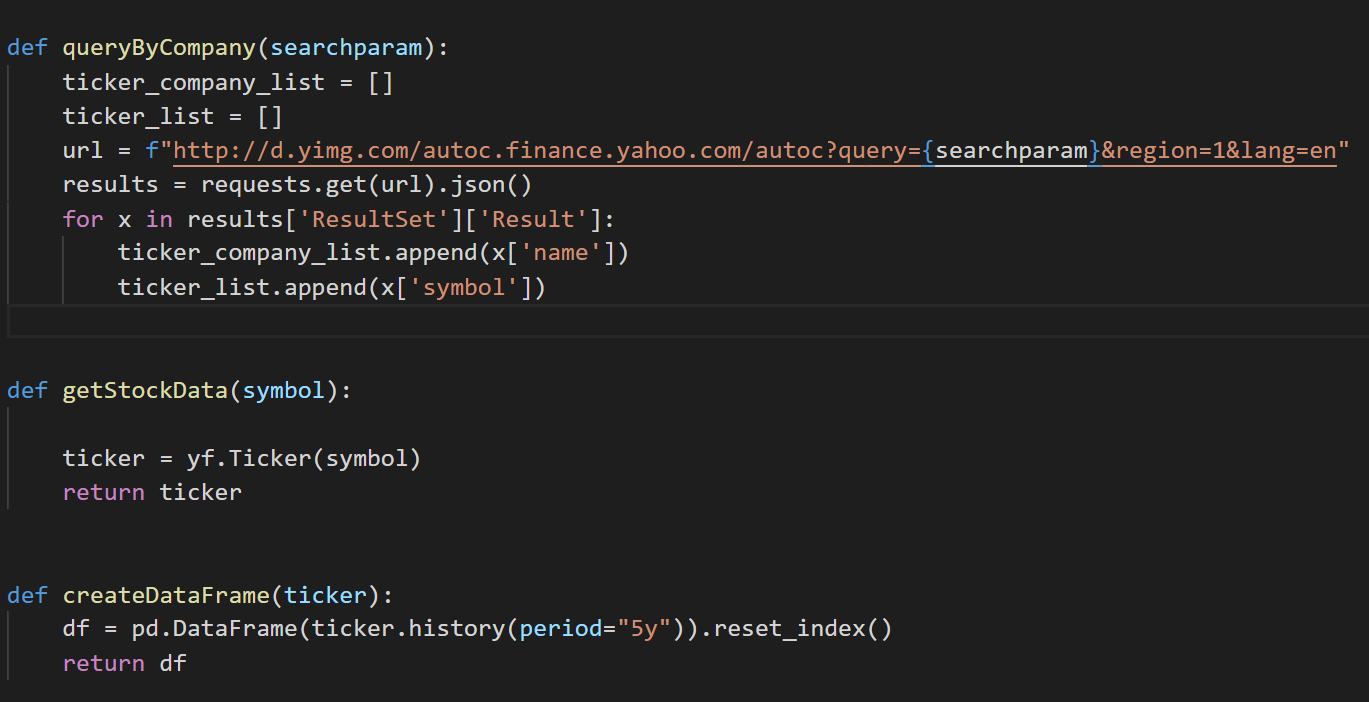 def queryByCompany(searchparam):
    ticker_company_list = []
    ticker_list = []
    url = f"http://d.yimg.com/autoc.finance.yahoo.com/autoc?query={searchparam}&region=1&lang=en"
    results = requests.get(url).json()
    for x in results['ResultSet']['Result']:
        ticker_company_list.append(x['name'])
        ticker_list.append(x['symbol'])
def getStockData(symbol):
    ticker = yf.Ticker(symbol)
    return ticker
def createDataFrame(ticker):
    df = pd.DataFrame(ticker.history(period="5y")).reset_index()
    return df